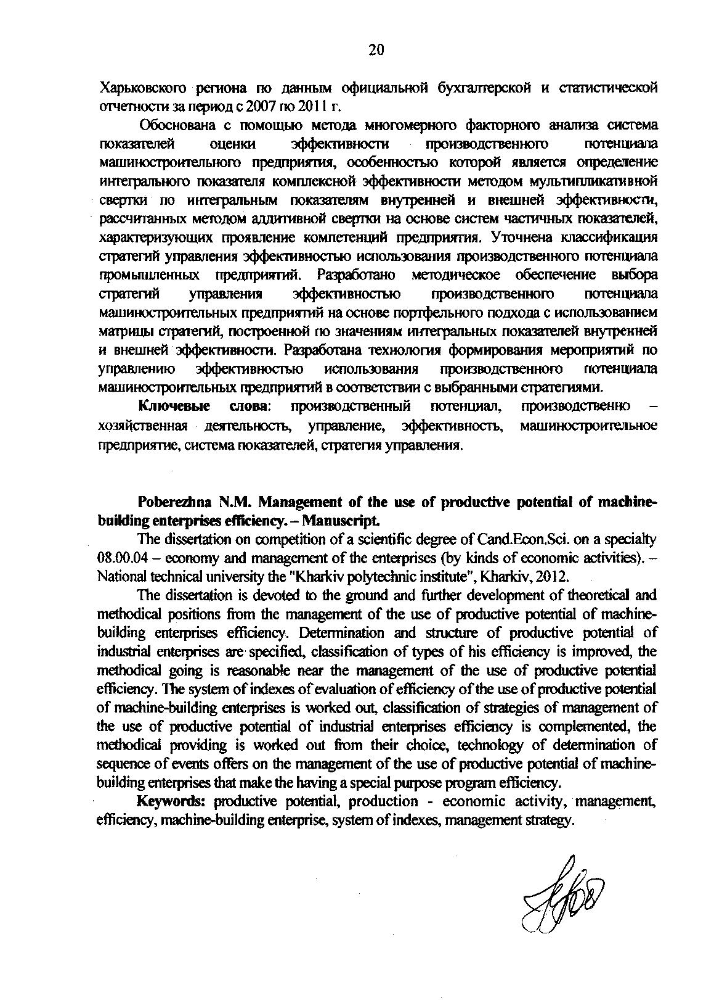 20
Харьковского региона по данным официальной бухгалтерской и статистической
отчетности за период с 2007 по 2011 г.
Обоснована с помощью метода многомерного факторного анализа система
показателей оценки эффективности производственного потенциала
машиностроительного предприятия, особенностью которой является определение
интегрального показателя комплексной эффективности методом мультипликативной
свертки по интегральным показателям внутренней и внешней эффективности,
рассчитанных методом аддитивной свертки на основе систем частичных показателей,
характеризующих проявление компетенций предприятия. Уточнена классификация
стратегий управления эффективностью использования производственного потенциала
промышленных предприятий. Разработано методическое обеспечение выбора
стратегий управления эффективностью производственного потенциала
машиностроительных предприятий на основе портфельного подхода с использованием
матрицы стратегий, построенной по значениям интегральных показателей внутренней
и внешней эффективности. Разработана технология формирования мероприятий по
управлению эффективностью использования производственного потенциала
машиностроительных предприятий в соответствии с выбранными стратегиями.
Ключевые слова: производственный потенциал, производственно –
хозяйственная деятельность, управление, эффективность, машиностроительное
предприятие, система показателей, стратегия управления.
Poberezhna N.M. Management of the use of productive potential of machine-
building enterprises efficiency. – Manuscript.
The dissertation on competition of a scientific degree of Cand.Econ.Sci. on a specialty
08.00.04 – economy and management of the enterprises (by kinds of economic activities). –
National technical university the "Kharkiv polytechnic institute", Kharkiv, 2012.
The dissertation is devoted to the ground and further development of theoretical and
methodical positions from the management of the use of productive potential of machine-
building enterprises efficiency. Determination and structure of productive potential of
industrial enterprises are specified, classification of types of his efficiency is improved, the
methodical going is reasonable near the management of the use of productive potential
efficiency. The system of indexes of evaluation of efficiency of the use of productive potential
of machine-building enterprises is worked out, classification of strategies of management of
the use of productive potential of industrial enterprises efficiency is complemented, the
methodical providing is worked out from their choice, technology of determination of
sequence of events offers on the management of the use of productive potential of machine-
building enterprises that make the having a special purpose program efficiency.
Keywords: productive potential, production - economic activity, management,
efficiency, machine-building enterprise, system of indexes, management strategy.